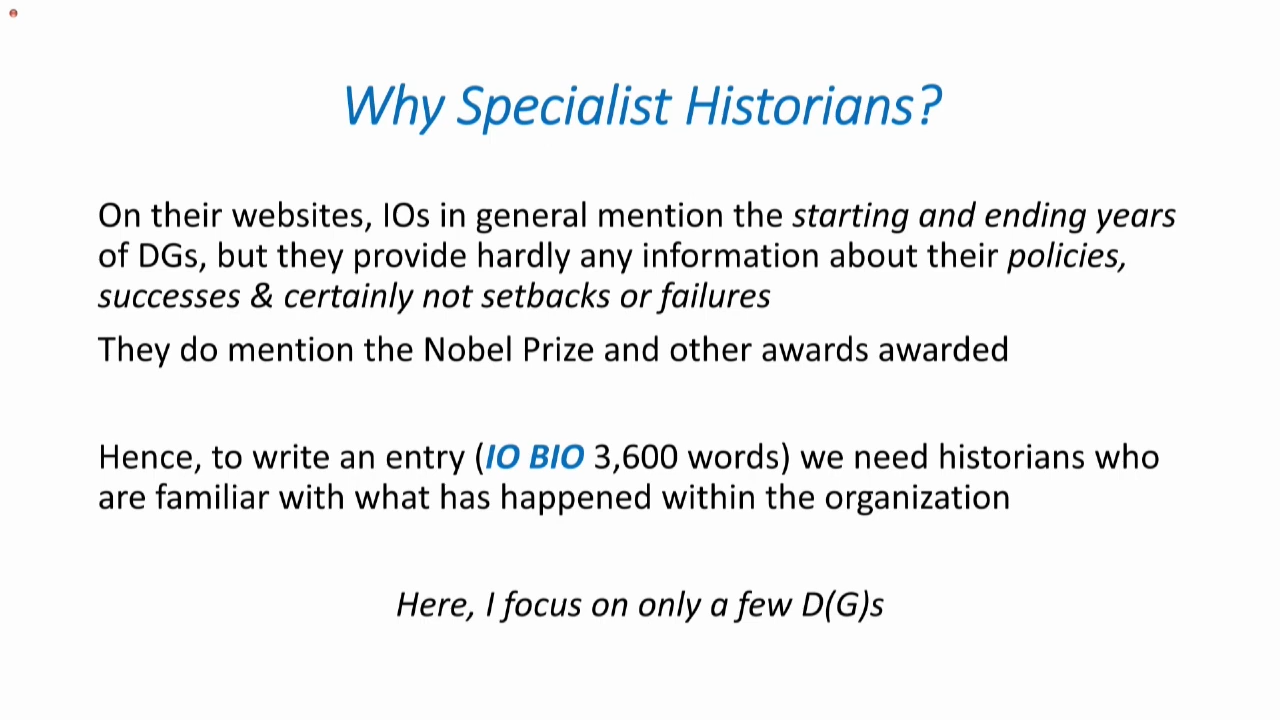 Why Specialist Historians?
On their websites, IOs in general mention the starting and ending years
of DGs, but they provide hardly any information about their policies,
successes & certainly not setbacks or failures
They do mention the Nobel Prize and other awards awarded
Hence, to write an entry (IO BIO 3,600 words) we need historians who
are familiar with what has happened within the organization
Here, I focus on only a few D(G)s